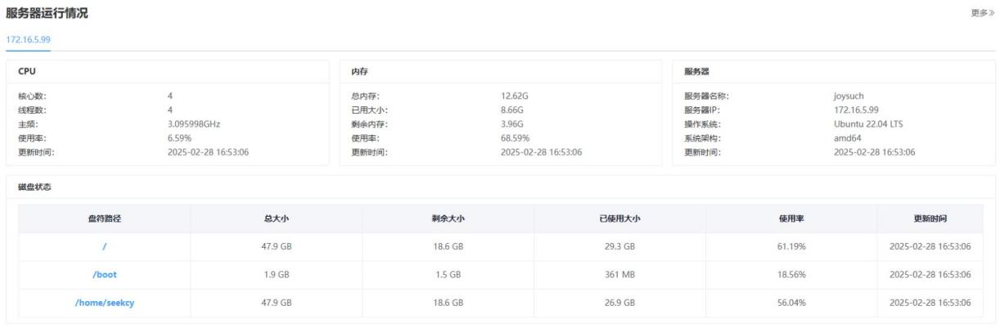 服务器运行情况
更多》
172.16.5.99
CPU
核心数： 4
线程数： 4
主频： 3.095998GHz
使用率： 6.59%
更新时间： 2025-02-28 16:53:06
内存
总内存： 12.62G
已用大小： 8.66G
剩余内存： 3.96G
使用率： 68.59%
更新时间： 2025-02-28 16:53:06
服务器
服务器名称： joysuch
服务器IP： 172.16.5.99
操作系统： Ubuntu 22.04 LTS
系统架构： amd64
更新时间： 2025-02-28 16:53:06
磁盘状态
盘符路径 总大小 剩余大小 已使用大小 使用率 更新时间
/ 47.9 GB 18.6 GB 29.3 GB 61.19% 2025-02-28 16:53:06
/boot 1.9 GB 1.5 GB 361 MB 18.56% 2025-02-28 16:53:06
/home/seekcy 47.9 GB 18.6 GB 26.9 GB 56.04% 2025-02-28 16:53:06